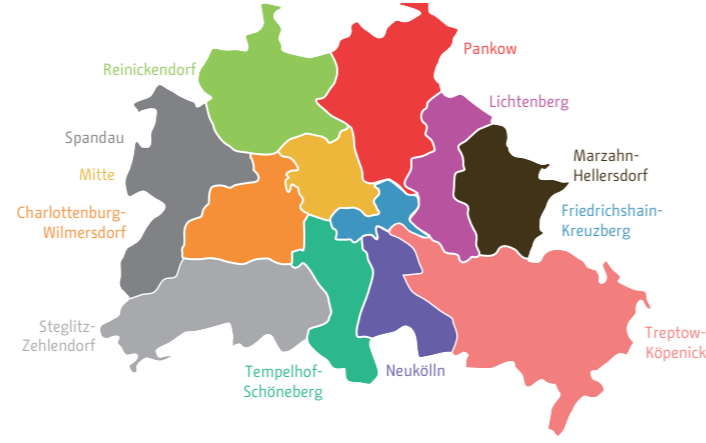 Pankow
Reinickendorf
Lichtenberg
Spandau
Marzahn-
Hellersdorf
Mitte
Charlottenburg-
Wilmersdorf
Friedrichshain-
Kreuzberg
Steglitz-
Zehlendorf
Treptow-
Köpenick
Tempelhof-
Schöneberg
Neukölln